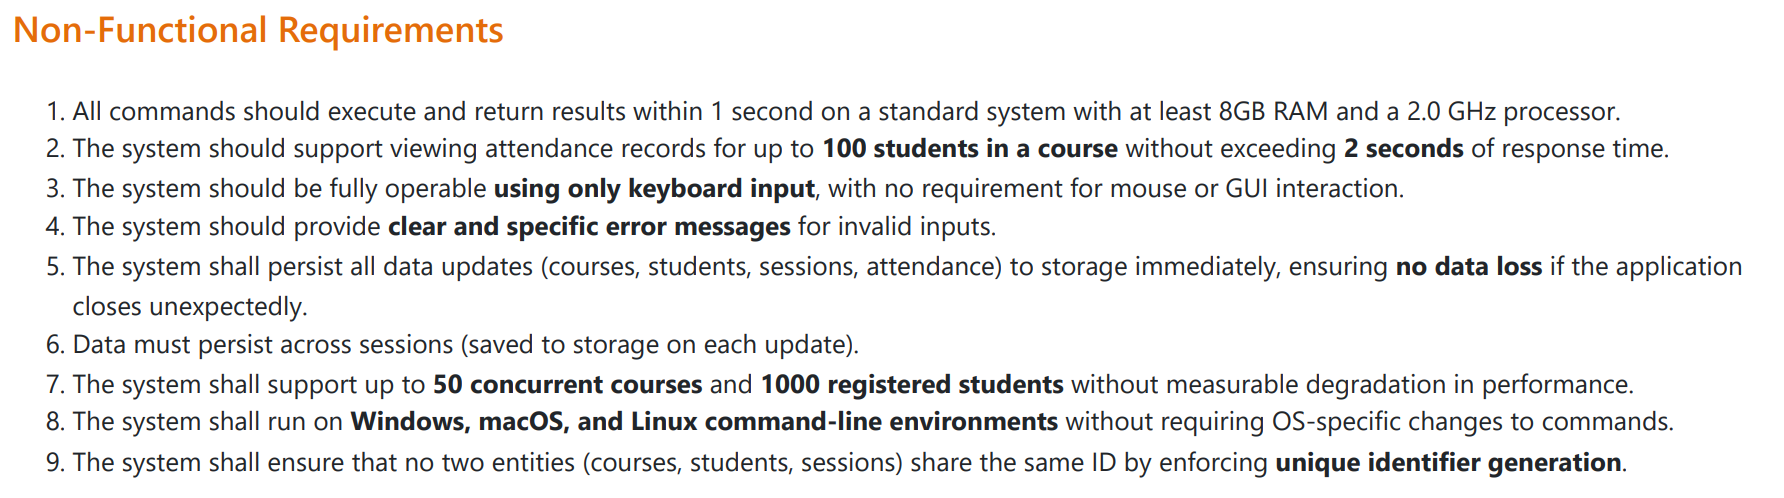 Non-Functional Requirements
1. All commands should execute and return results within 1 second on a standard system with at least 8GB RAM and a 2.0 GHz processor.
2. The system should support viewing attendance records for up to 100 students in a course without exceeding 2 seconds of response time.
3. The system should be fully operable using only keyboard input, with no requirement for mouse or GUI interaction.
4. The system should provide clear and specific error messages for invalid inputs.
5. The system shall persist all data updates (courses, students, sessions, attendance) to storage immediately, ensuring no data loss if the application
closes unexpectedly.
6. Data must persist across sessions (saved to storage on each update).
7. The system shall support up to 50 concurrent courses and 1000 registered students without measurable degradation in performance.
8. The system shall run on Windows, macOS, and Linux command-line environments without requiring OS-specific changes to commands.
9. The system shall ensure that no two entities (courses, students, sessions) share the same ID by enforcing unique identifier generation.